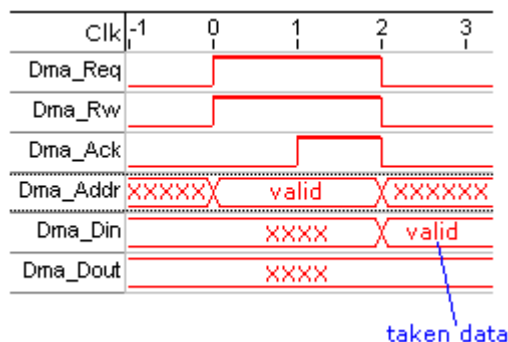 Clk -1 0 1 2 3
Dma_Req
Dma_Rw
Dma_Ack
Dma_Addr XXXXX valid XXXXXX
Dma_Din XXXX valid
Dma_Dout XXXX
taken data